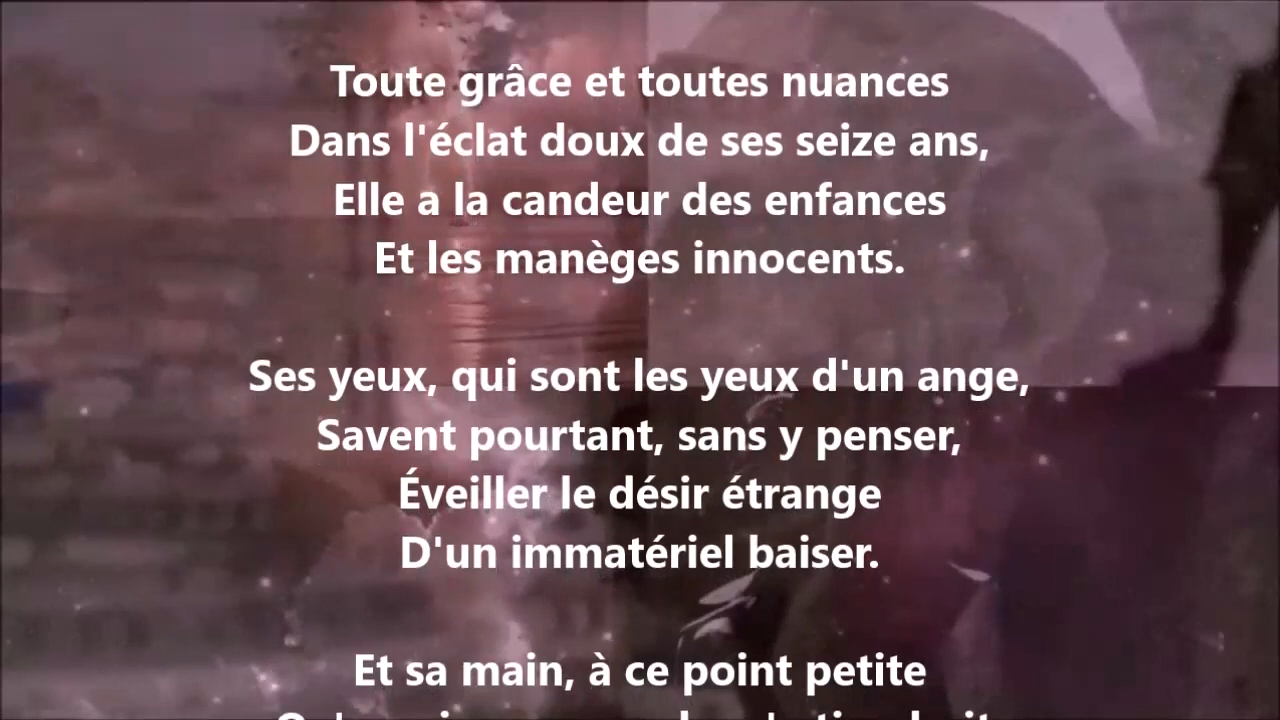 Toute grâce et toutes nuances
Dans l'éclat doux de ses seize ans,
Elle a la candeur des enfances
Et les manèges innocents.
Ses yeux, qui sont les yeux d'un ange,
Savent pourtant, sans y penser,
Éveiller le désir étrange
D'un immatériel baiser.
Et sa main, à ce point petite